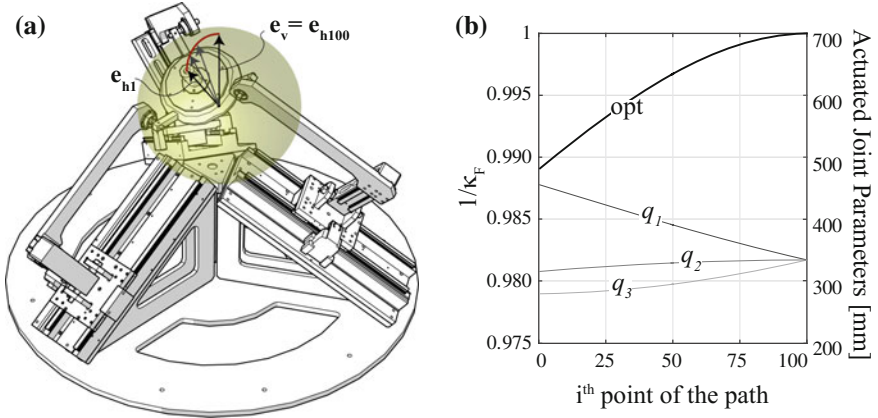 (a)
e_v = e_h100
e_h1
(b)
1/κ_F
1
0.995
0.990
0.985
0.980
0.975
opt
q_1
q_2
q_3
0
25
50
75
100
i^th point of the path
700
600
500
400
300
200
Actuated Joint Parameters [mm]